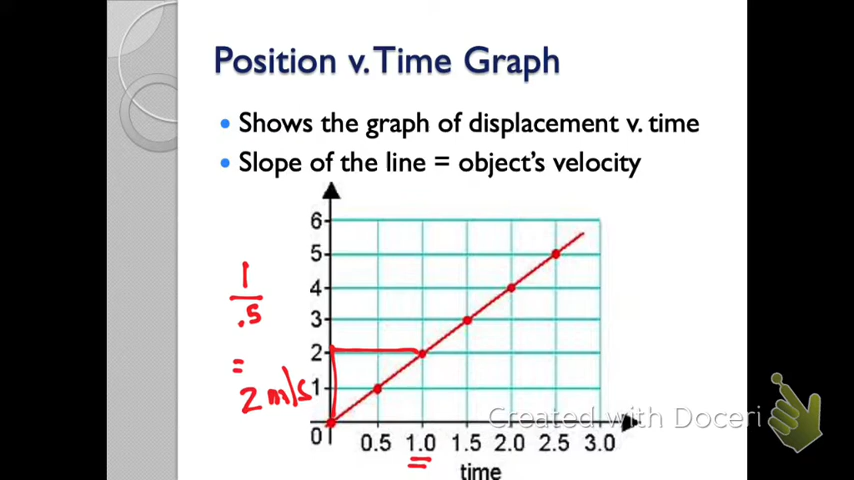 Position v. Time Graph
Shows the graph of displacement v. time
Slope of the line = object's velocity
6
5
4
3
2
1
0
1
.5
=
2 m/s
0.5 1.0 1.5 2.0 2.5 3.0
=
time
Created with Doceri